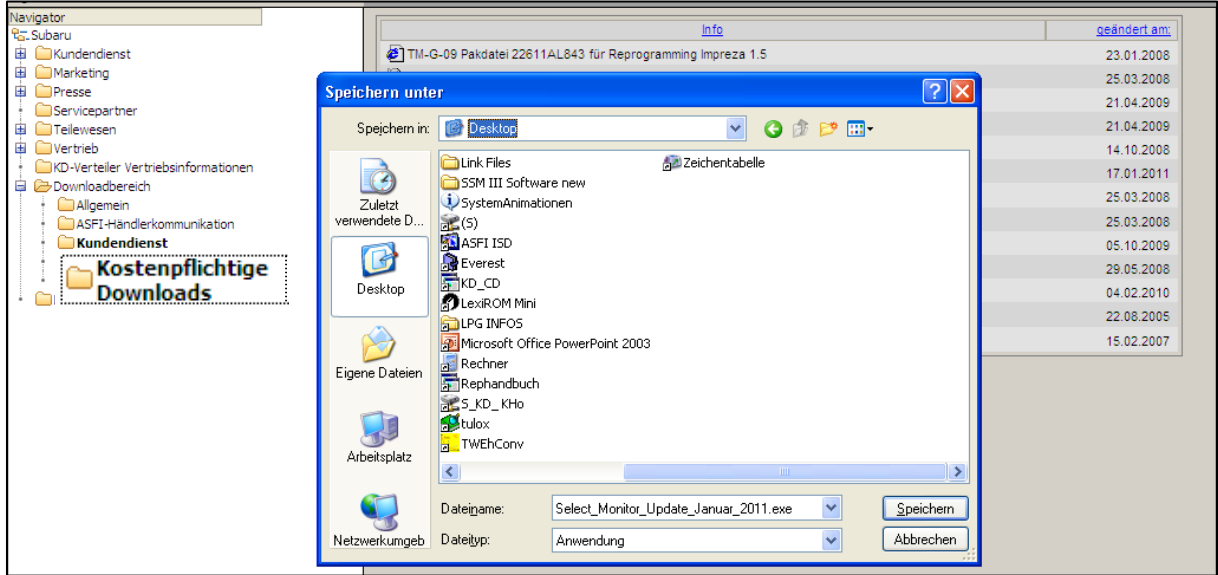 Navigator
Subaru
Kundendienst
Marketing
Presse
Servicepartner
Teilewesen
Vertrieb
KD-Verteiler Vertriebsinformationen
Downloadbereich
Allgemein
ASFI-Händlerkommunikation
Kundendienst
Kostenpflichtige
Downloads
Info geändert am:
TM-G-09 Pakdatei 22611AL843 für Reprogramming Impreza 1.5 23.01.2008
25.03.2008
21.04.2009
21.04.2009
14.10.2008
17.01.2011
25.03.2008
25.03.2008
05.10.2009
29.05.2008
04.02.2010
22.08.2005
15.02.2007
Speichern unter
Speichern in: Desktop
Zuletzt
verwendete D...
Desktop
Eigene Dateien
Arbeitsplatz
Netzwerkumgeb
Link Files
SSM III Software new
SystemAnimationen
(S)
ASFI ISD
Everest
KD_CD
LexiROM Mini
LPG INFOS
Microsoft Office PowerPoint 2003
Rechner
Rephandbuch
S_KD_ KHo
tulox
TWEhConv
Zeichentabelle
Dateiname: Select_Monitor_Update_Januar_2011.exe Speichern
Dateityp: Anwendung Abbrechen